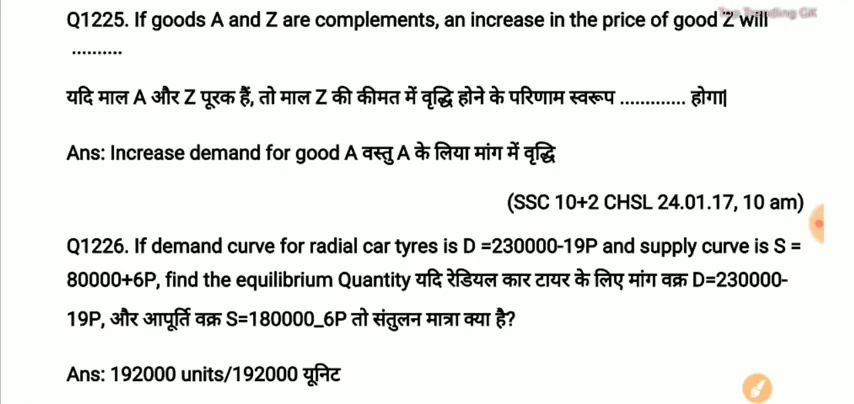 Top Trending GK
Q1225. If goods A and Z are complements, an increase in the price of good Z will
..........
यदि माल A और Z पूरक हैं, तो माल Z की कीमत में वृद्धि होने के परिणाम स्वरूप ............. होगा|
Ans: Increase demand for good A वस्तु A के लिया मांग में वृद्धि
(SSC 10+2 CHSL 24.01.17, 10 am)
Q1226. If demand curve for radial car tyres is D =230000-19P and supply curve is S =
80000+6P, find the equilibrium Quantity यदि रेडियल कार टायर के लिए मांग वक्र D=230000-
19P, और आपूर्ति वक्र S=180000_6P तो संतुलन मात्रा क्या है?
Ans: 192000 units/192000 यूनिट